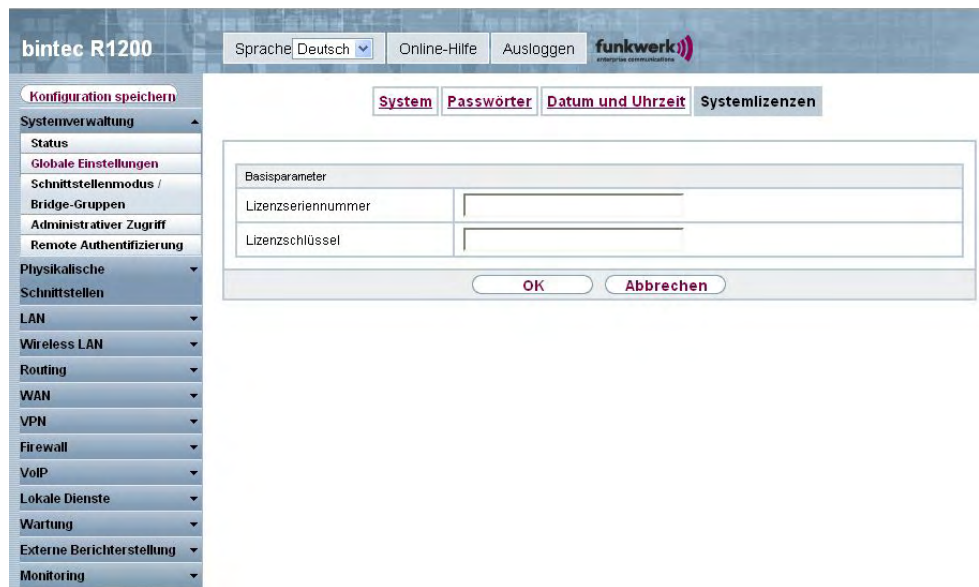 bintec R1200
Sprache Deutsch
Online-Hilfe
Ausloggen
funkwerk
enterprise communications
Konfiguration speichern
Systemverwaltung
Status
Globale Einstellungen
Schnittstellenmodus /
Bridge-Gruppen
Administrativer Zugriff
Remote Authentifizierung
Physikalische
Schnittstellen
LAN
Wireless LAN
Routing
WAN
VPN
Firewall
VoIP
Lokale Dienste
Wartung
Externe Berichterstellung
Monitoring
System
Passwörter
Datum und Uhrzeit
Systemlizenzen
Basisparameter
Lizenzseriennummer
Lizenzschlüssel
OK
Abbrechen